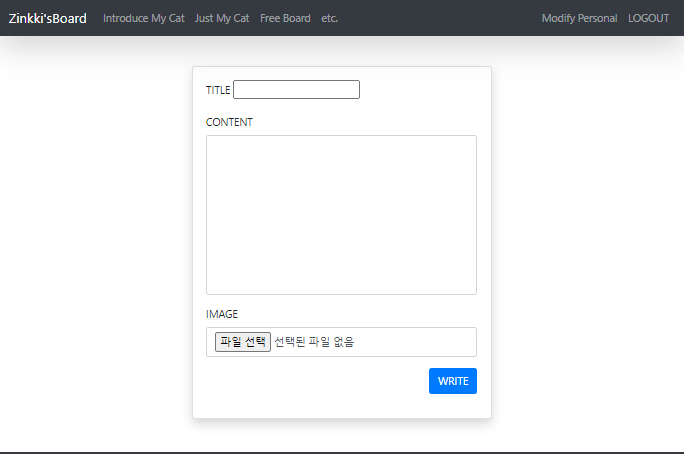 Zinkki'sBoard Introduce My Cat Just My Cat Free Board etc. Modify Personal LOGOUT
TITLE
CONTENT
IMAGE
파일 선택 선택된 파일 없음
WRITE